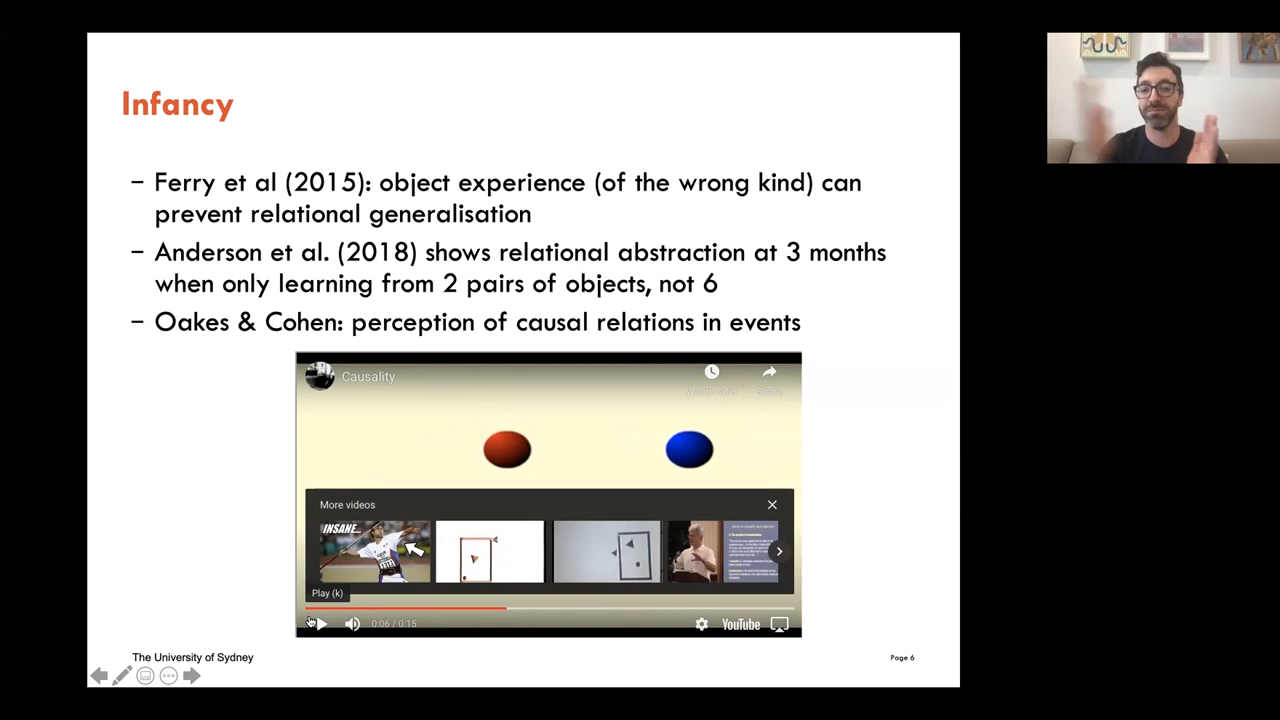 Infancy
– Ferry et al (2015): object experience (of the wrong kind) can
prevent relational generalisation
– Anderson et al. (2018) shows relational abstraction at 3 months
when only learning from 2 pairs of objects, not 6
– Oakes & Cohen: perception of causal relations in events
Causality
Watch later
Share
More videos
INSANE...
Play (k)
0:06 / 0:15
YouTube
The University of Sydney
Page 6